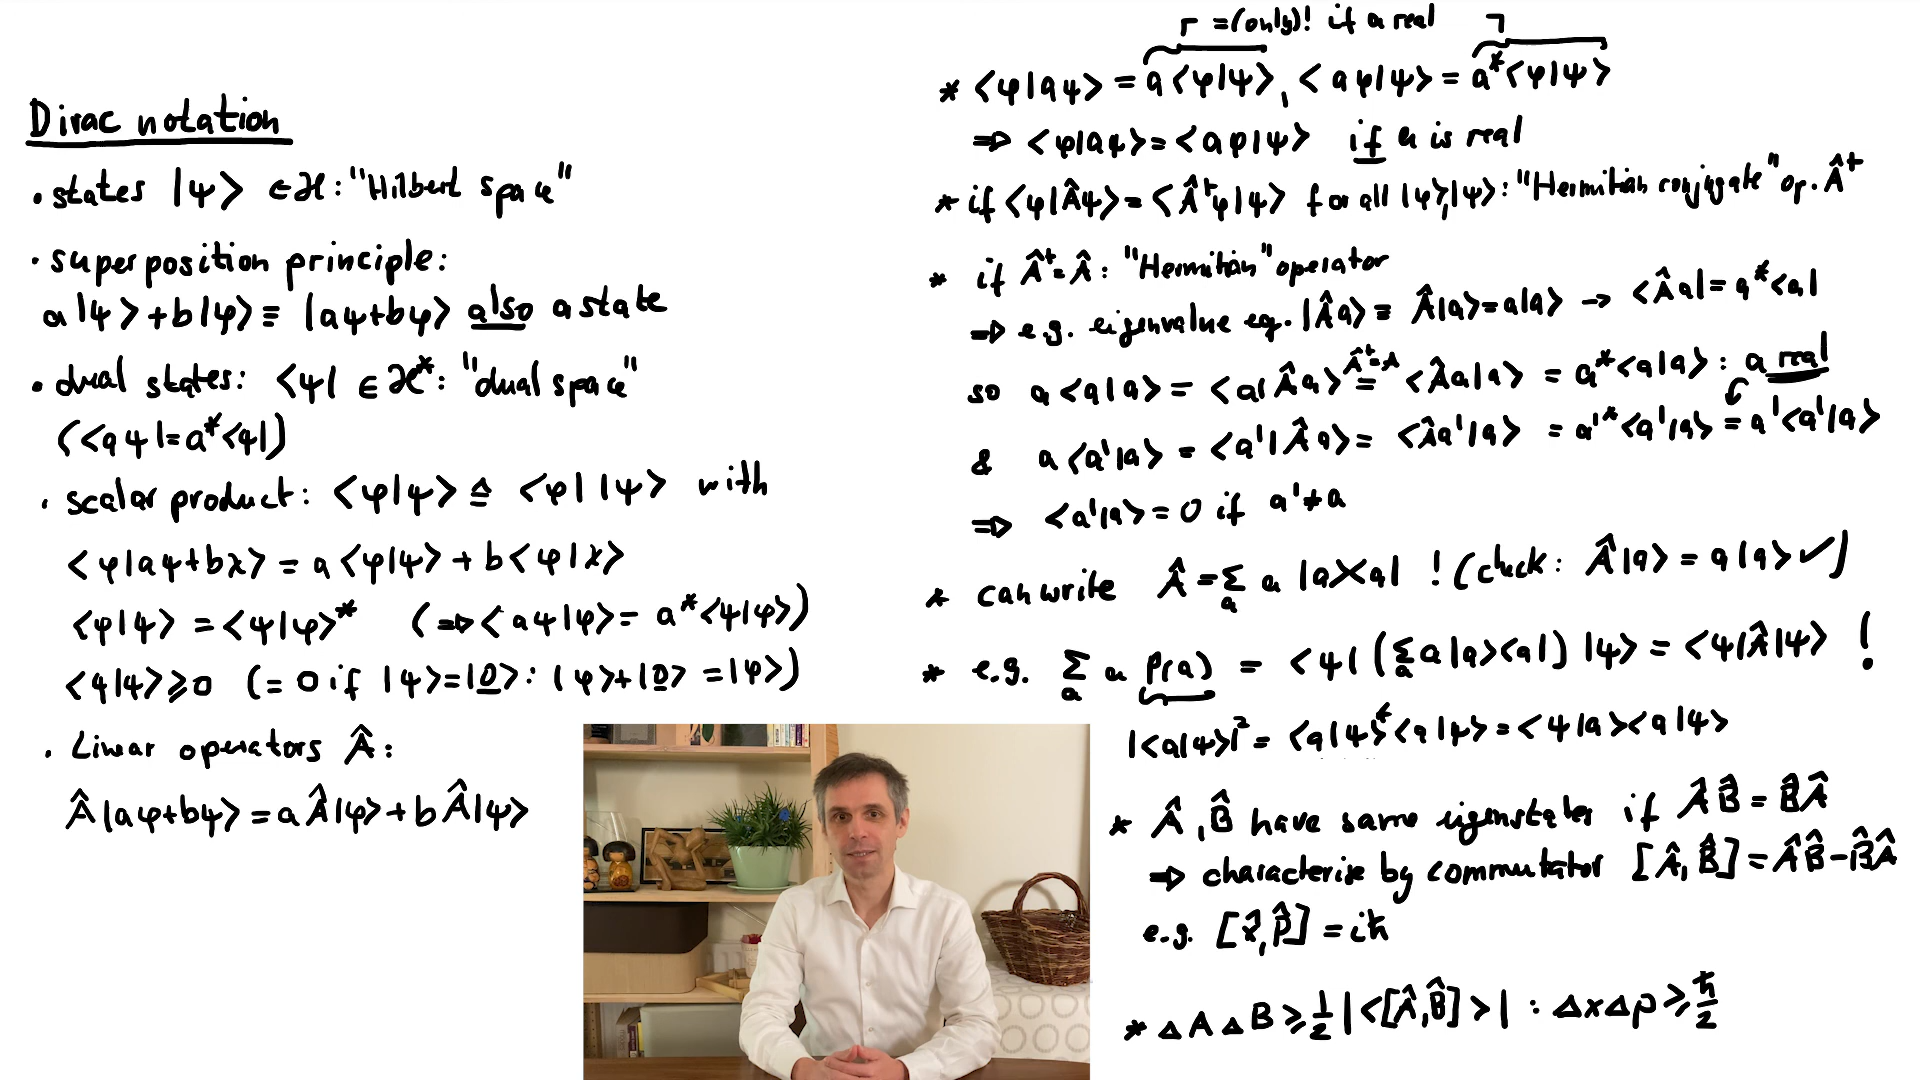 Dirac notation
• states |ψ> ∈ ℋ: "Hilbert space"
• superposition principle:
a|ψ>+b|φ> ≡ |aψ+bφ> also a state
• dual states: <ψ| ∈ ℋ*: "dual space"
(<aψ|=a*<ψ|)
• scalar product: <φ|ψ> ≙ <φ| |ψ> with
<φ|aψ+bχ> = a<φ|ψ> + b<φ|χ>
<φ|ψ> = <ψ|φ>* (⇒<aψ|φ> = a*<ψ|φ>)
<ψ|ψ> ⩾ 0 (= 0 if |ψ>=|0>: |φ>+|0> = |φ>)
• Linear operators Â:
Â|aφ+bψ> = aÂ|φ> + bÂ|ψ>
┌ =(only)! if a real ┐
* <φ|aψ> = a<φ|ψ>, <aφ|ψ> = a*<φ|ψ>
⇒ <φ|aψ> = <aφ|ψ> if a is real
* if <φ|Âψ> = <Â†φ|ψ> for all |φ>,|ψ>: "Hermitian conjugate" op. Â†
* if Â†=Â: "Hermitian" operator
⇒ e.g. eigenvalue eq. |Âa> ≡ Â|a>=a|a> → <Âa| = a*<a|
so a<a|a> = <a|Âa> = <Âa|a> = a*<a|a> : a real
Â†=A
& a<a'|a> = <a'|Âa> = <Âa'|a> = a'*<a'|a> = a'<a'|a>
⇒ <a'|a> = 0 if a'≠a
* can write Â = Σ_a a |a><a| ! (check: Â|a> = a|a> ✓)
* e.g. Σ_a a P(a) = <ψ| (Σ_a a|a><a|) |ψ> = <ψ|Â|ψ> !
|<a|ψ>|² = <a|ψ>*<a|ψ> = <ψ|a><a|ψ>
* Â, B̂ have same eigenstates if ÂB̂ = B̂Â
⇒ characterise by commutator [Â, B̂] = ÂB̂−B̂Â
e.g. [x̂, p̂] = iħ
* ΔAΔB ⩾ ½|<[Â,B̂]>| : ΔxΔp ⩾ ħ/2